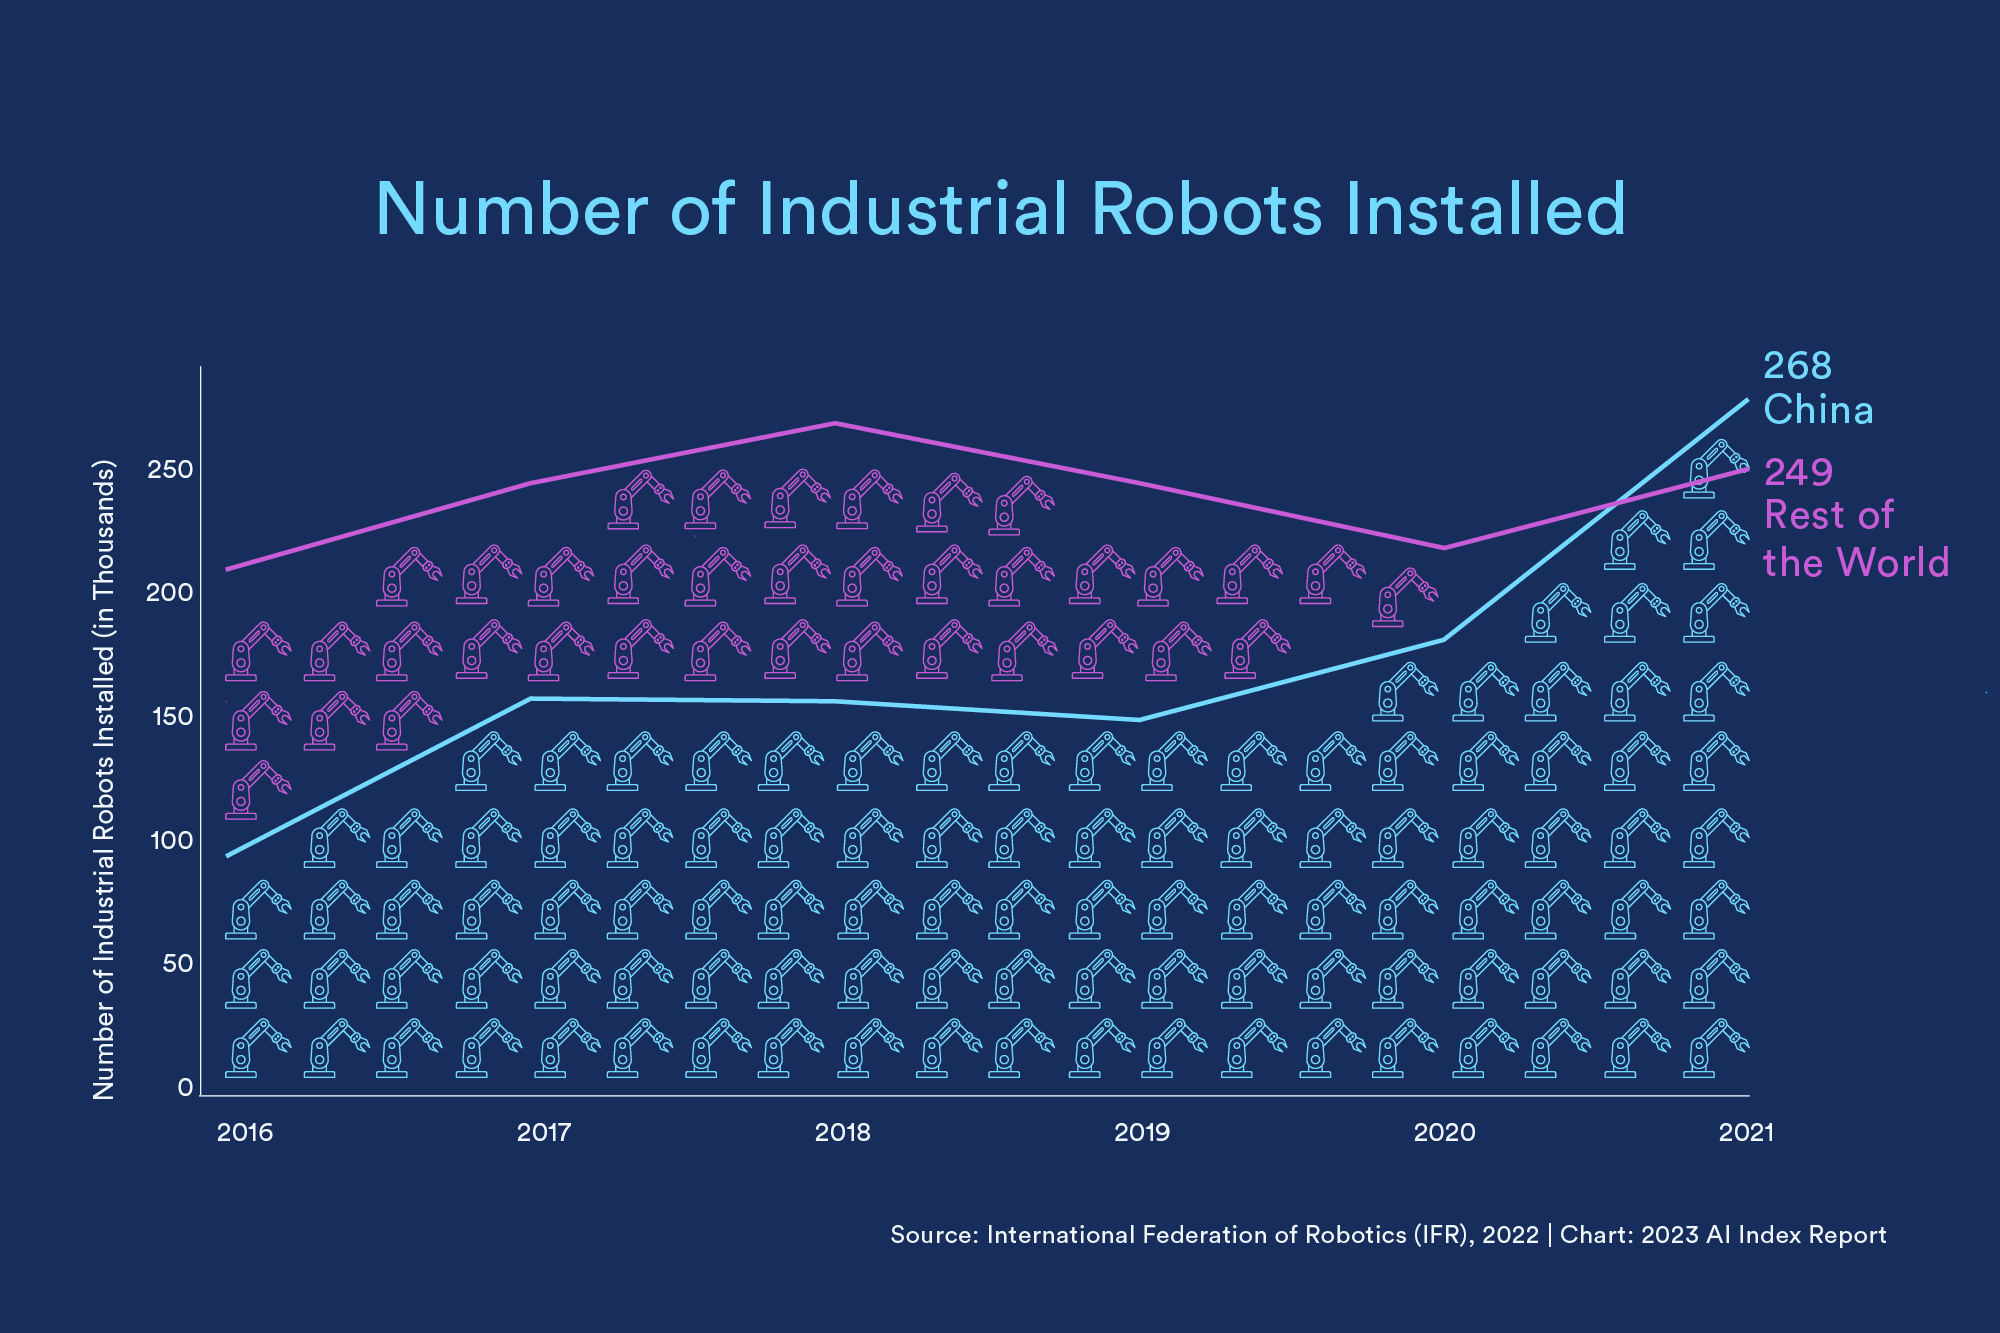 Number of Industrial Robots Installed
268
China
249
Rest of
the World
Number of Industrial Robots Installed (in Thousands)
250
200
150
100
50
0
2016
2017
2018
2019
2020
2021
Source: International Federation of Robotics (IFR), 2022 | Chart: 2023 AI Index Report